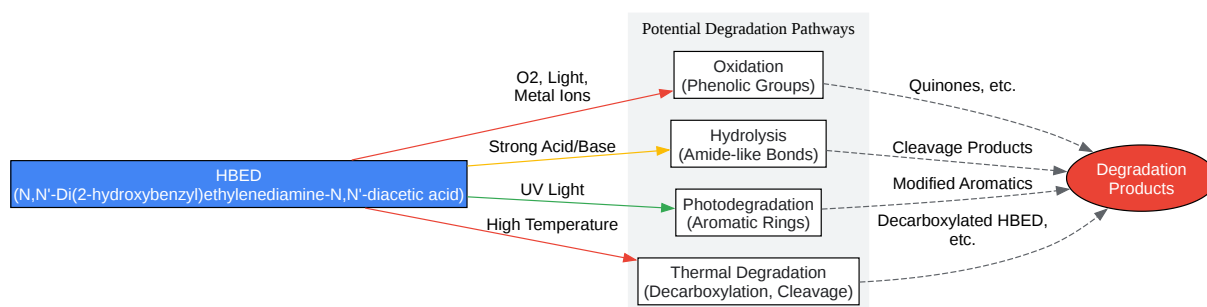 Potential Degradation Pathways
O2, Light,
Metal Ions
Oxidation
(Phenolic Groups)
Quinones, etc.
HBED
(N,N'-Di(2-hydroxybenzyl)ethylenediamine-N,N'-diacetic acid)
Strong Acid/Base
Hydrolysis
(Amide-like Bonds)
Cleavage Products
UV Light
Photodegradation
(Aromatic Rings)
Modified Aromatics
High Temperature
Thermal Degradation
(Decarboxylation, Cleavage)
Decarboxylated HBED,
etc.
Degradation
Products